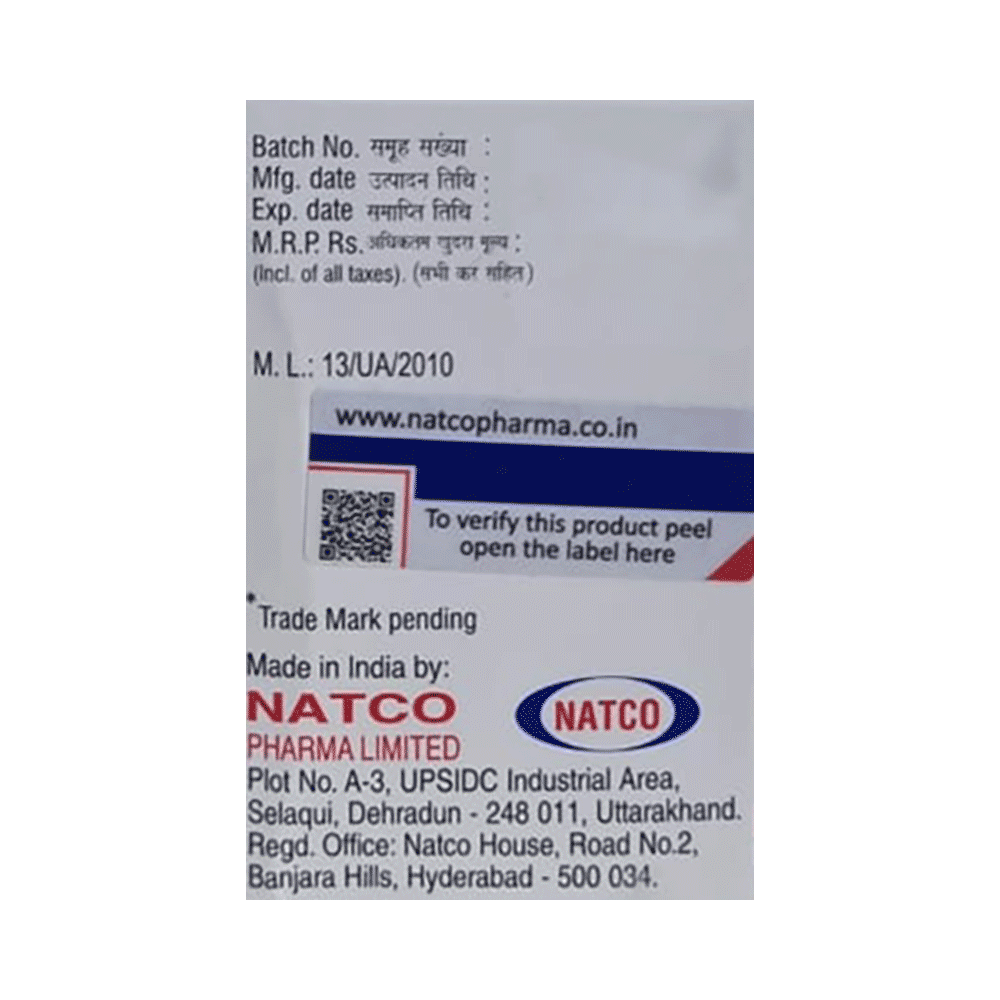 Batch No. समूह सख्या :
Mfg. date उत्पादन तिथि :
Exp. date समाप्ति तिथि :
M.R.P. Rs. अधिकतम खुदरा मूल्य :
(Incl. of all taxes). (सभी कर सहित)
M. L.: 13/UA/2010
www.natcopharma.co.in
To verify this product peel
open the label here
*Trade Mark pending
Made in India by:
NATCO
NATCO
PHARMA LIMITED
Plot No. A-3, UPSIDC Industrial Area,
Selaqui, Dehradun - 248 011, Uttarakhand.
Regd. Office: Natco House, Road No.2,
Banjara Hills, Hyderabad - 500 034.